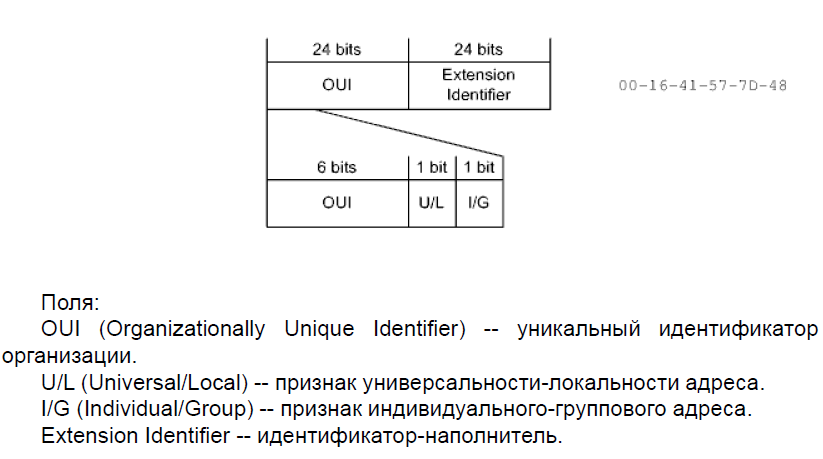 24 bits 24 bits
OUI Extension
Identifier
00-16-41-57-7D-48
6 bits 1 bit 1 bit
OUI U/L I/G
Поля:
OUI (Organizationally Unique Identifier) -- уникальный идентификатор
организации.
U/L (Universal/Local) -- признак универсальности-локальности адреса.
I/G (Individual/Group) -- признак индивидуального-группового адреса.
Extension Identifier -- идентификатор-наполнитель.